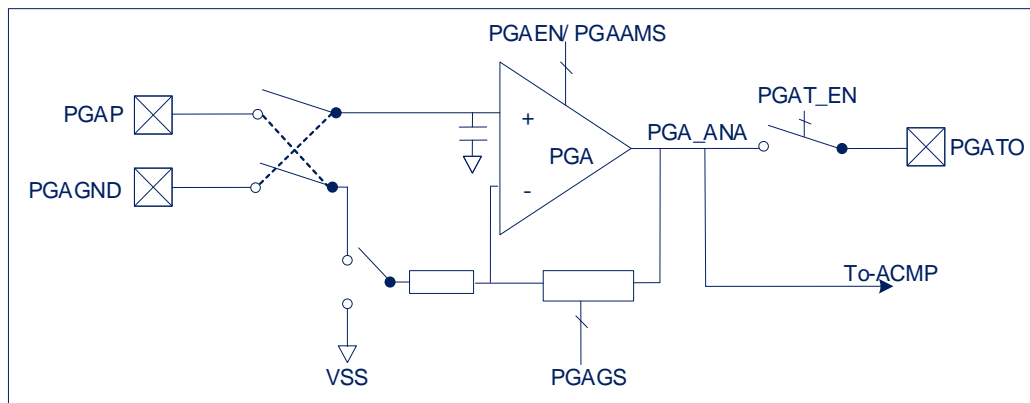 PGAEN/ PGAAMS
PGAP
PGAT_EN
+
PGA_ANA
PGA
PGATO
PGAGND
-
To-ACMP
VSS
PGAGS